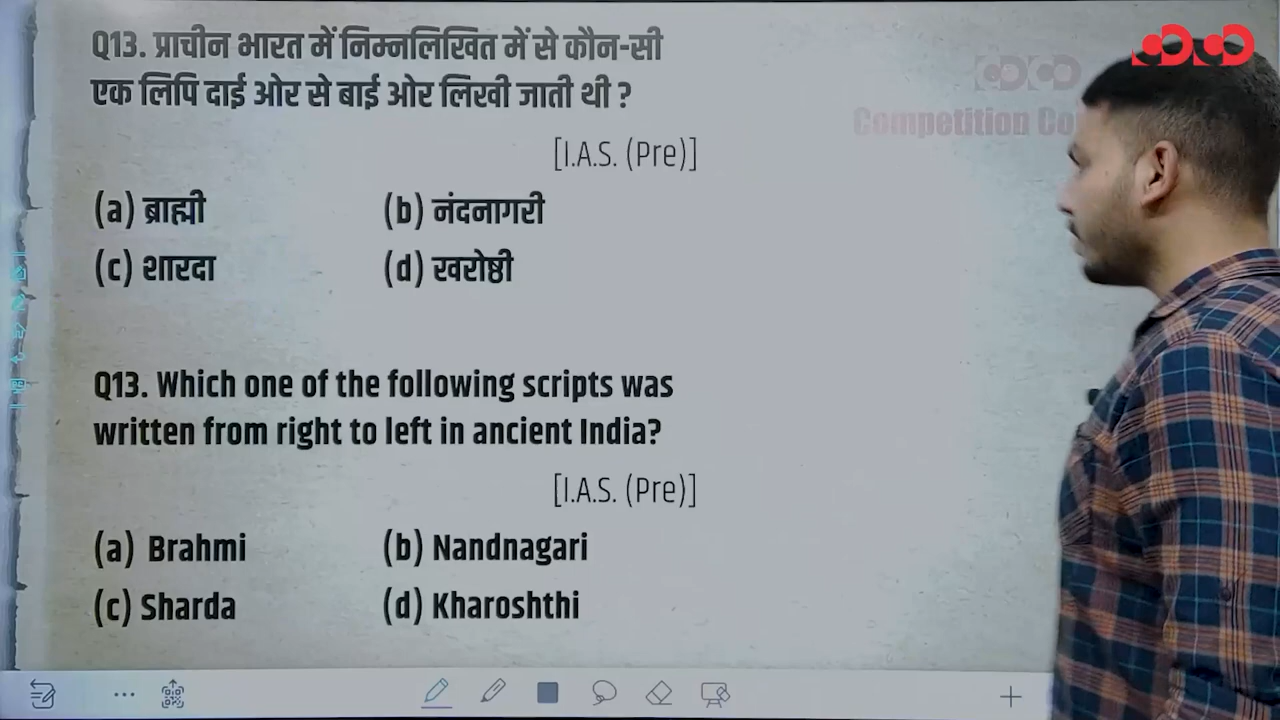 Q13. प्राचीन भारत में निम्नलिखित में से कौन-सी
एक लिपि दाई ओर से बाई ओर लिखी जाती थी ?
[I.A.S. (Pre)]
(a) ब्राह्मी (b) नंदनागरी
(c) शारदा (d) खरोष्ठी
Q13. Which one of the following scripts was
written from right to left in ancient India?
[I.A.S. (Pre)]
(a) Brahmi (b) Nandnagari
(c) Sharda (d) Kharoshthi
Competition